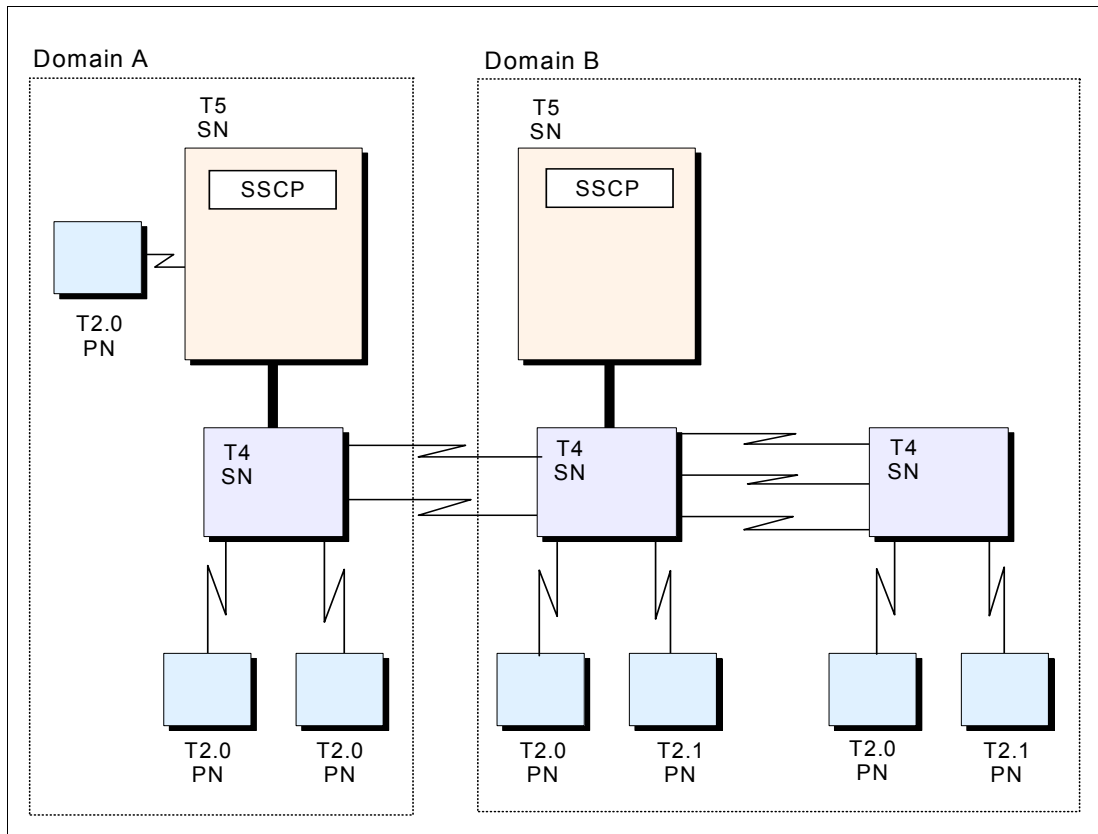 Domain A
Domain B
T5
SN
SSCP
T5
SN
SSCP
T2.0
PN
T4
SN
T4
SN
T4
SN
T2.0
PN
T2.0
PN
T2.0
PN
T2.1
PN
T2.0
PN
T2.1
PN